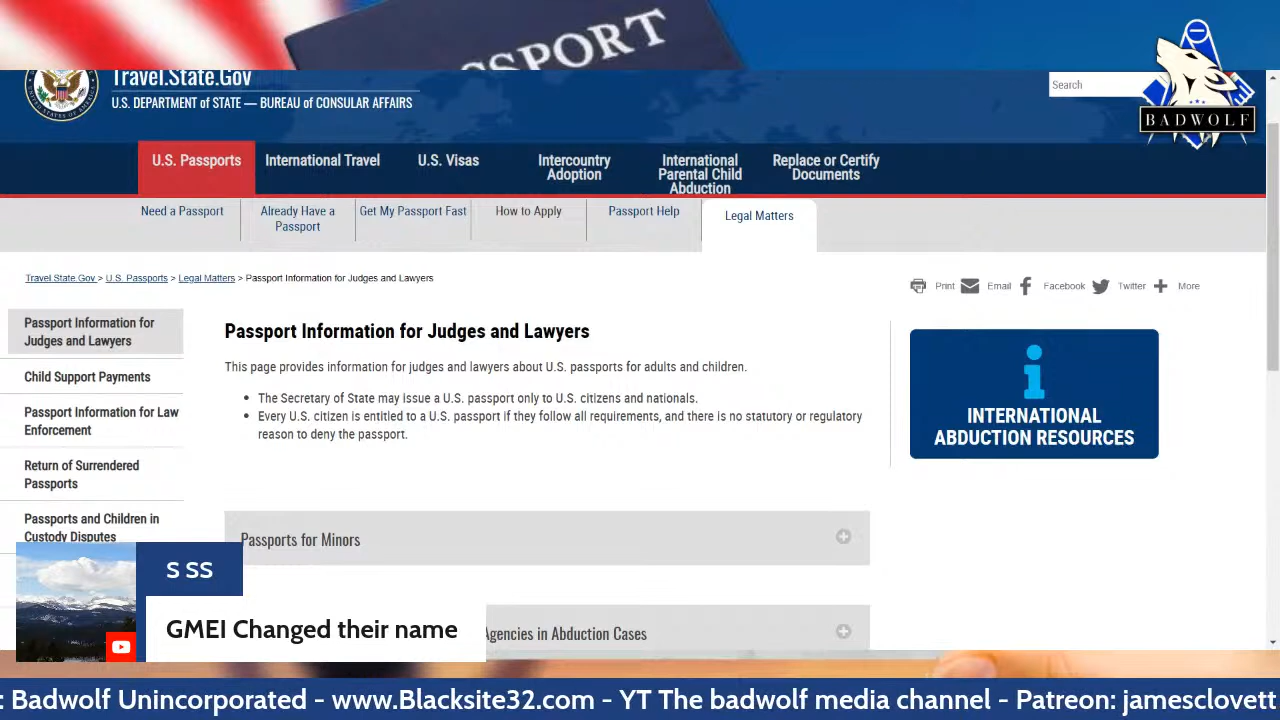 SSPORT
Travel.State.Gov
U.S. DEPARTMENT of STATE — BUREAU of CONSULAR AFFAIRS
Search
BADWOLF
U.S. Passports
International Travel
U.S. Visas
Intercountry
Adoption
International
Parental Child
Abduction
Replace or Certify
Documents
Need a Passport
Already Have a
Passport
Get My Passport Fast
How to Apply
Passport Help
Legal Matters
Travel.State.Gov > U.S. Passports > Legal Matters > Passport Information for Judges and Lawyers
Print
Email
Facebook
Twitter
More
Passport Information for
Judges and Lawyers
Child Support Payments
Passport Information for Law
Enforcement
Return of Surrendered
Passports
Passports and Children in
Custody Disputes
Passport Information for Judges and Lawyers
This page provides information for judges and lawyers about U.S. passports for adults and children.
The Secretary of State may issue a U.S. passport only to U.S. citizens and nationals.
Every U.S. citizen is entitled to a U.S. passport if they follow all requirements, and there is no statutory or regulatory
reason to deny the passport.
INTERNATIONAL
ABDUCTION RESOURCES
Passports for Minors
Agencies in Abduction Cases
S SS
GMEI Changed their name
: Badwolf Unincorporated - www.Blacksite32.com - YT The badwolf media channel - Patreon: jamesclovett